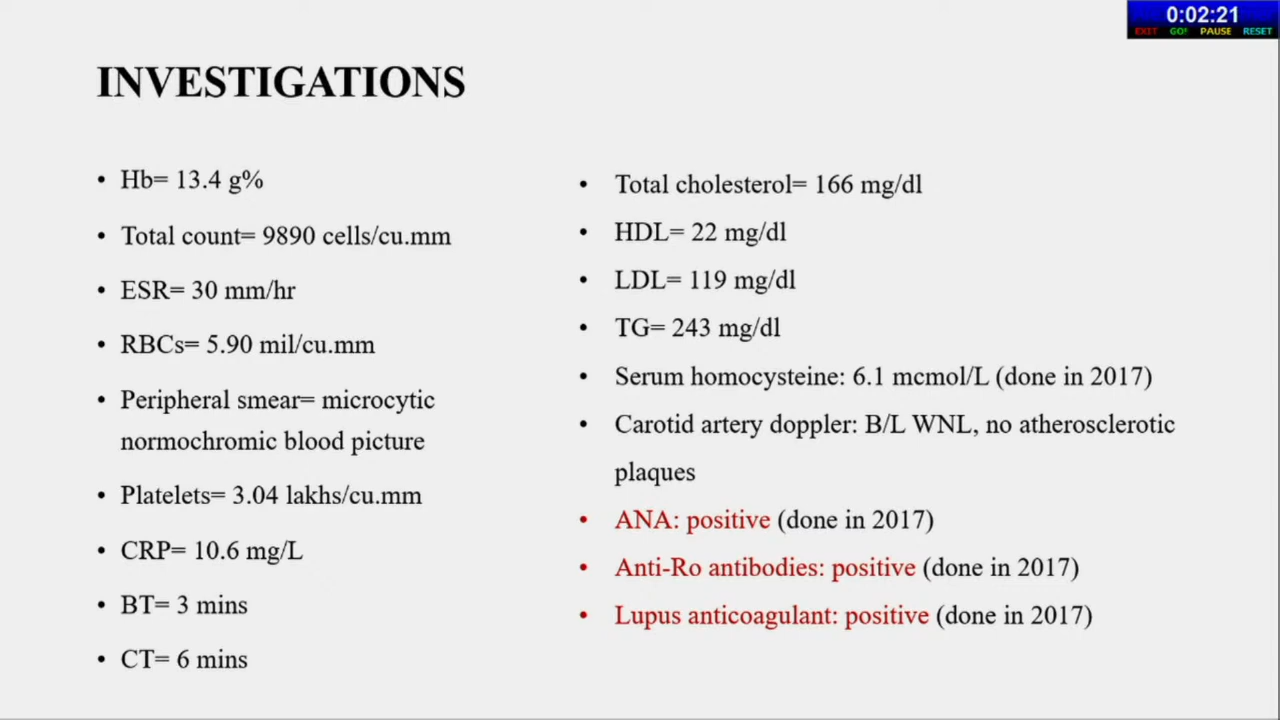 0:02:21
EXIT GO! PAUSE RESET
INVESTIGATIONS
• Hb= 13.4 g%
• Total count= 9890 cells/cu.mm
• ESR= 30 mm/hr
• RBCs= 5.90 mil/cu.mm
• Peripheral smear= microcytic
normochromic blood picture
• Platelets= 3.04 lakhs/cu.mm
• CRP= 10.6 mg/L
• BT= 3 mins
• CT= 6 mins
• Total cholesterol= 166 mg/dl
• HDL= 22 mg/dl
• LDL= 119 mg/dl
• TG= 243 mg/dl
• Serum homocysteine: 6.1 mcmol/L (done in 2017)
• Carotid artery doppler: B/L WNL, no atherosclerotic
plaques
• ANA: positive (done in 2017)
• Anti-Ro antibodies: positive (done in 2017)
• Lupus anticoagulant: positive (done in 2017)